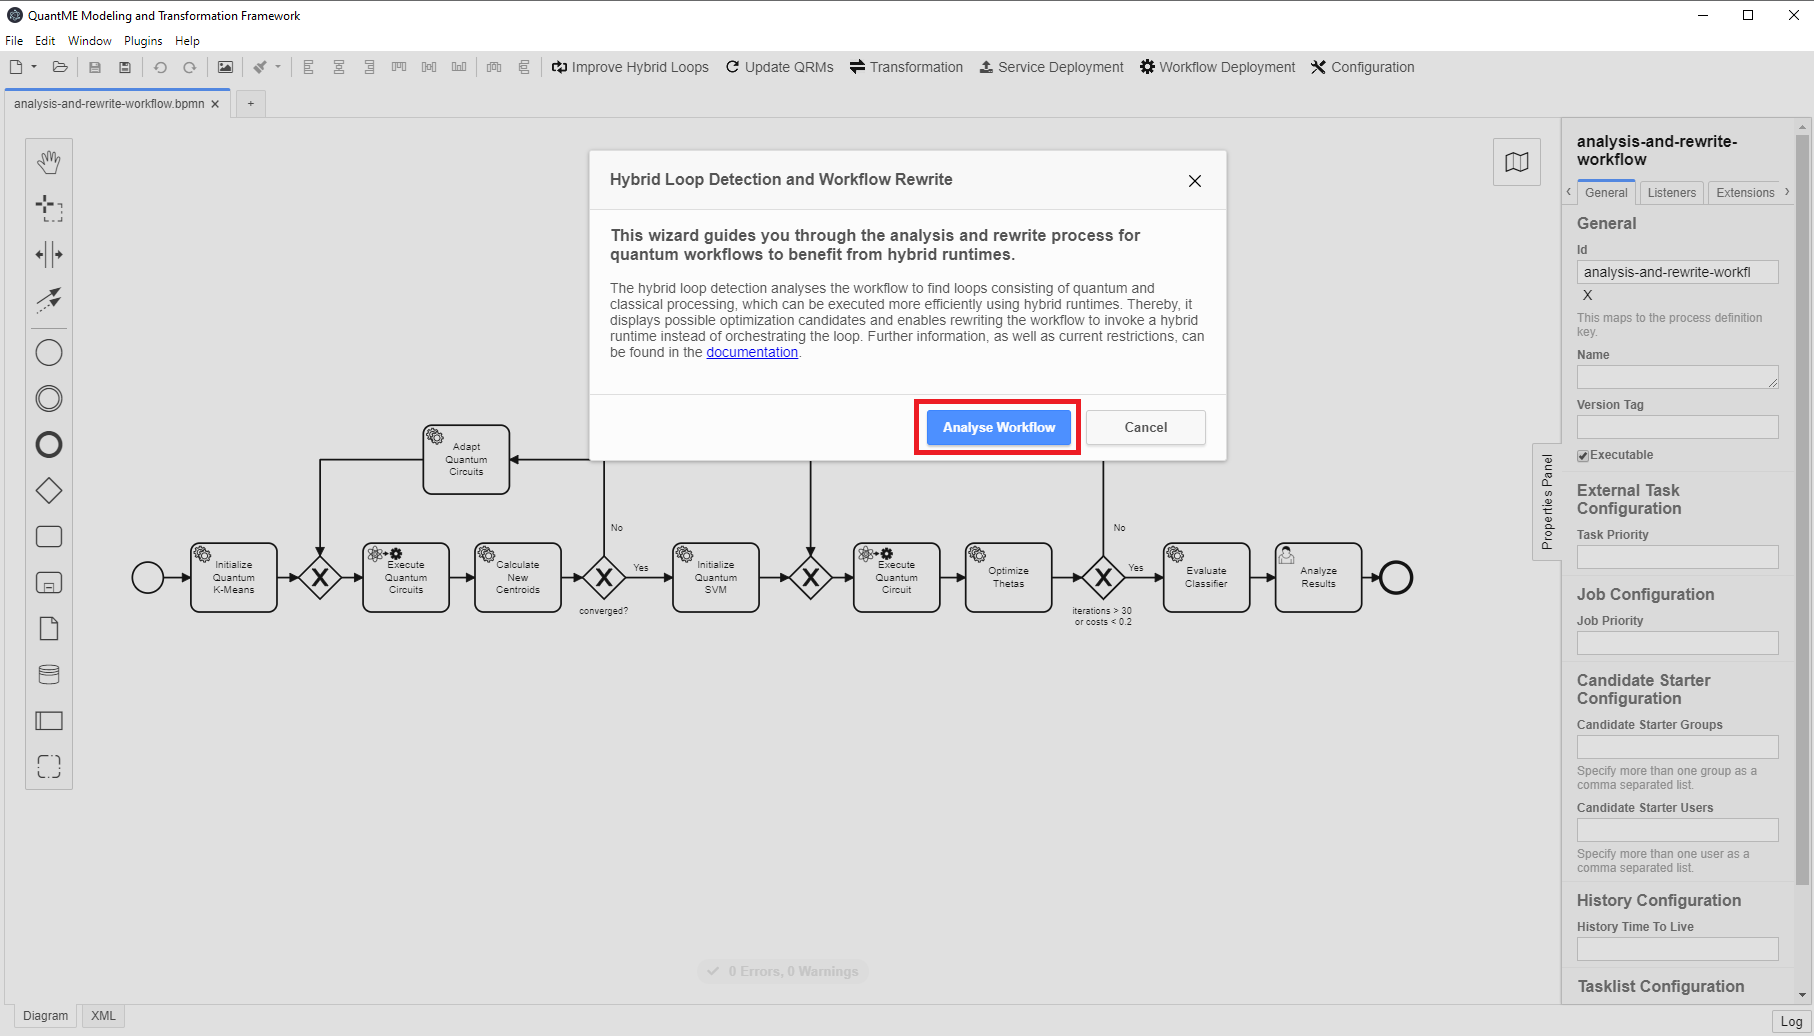 QuantME Modeling and Transformation Framework
File Edit Window Plugins Help
Improve Hybrid Loops Update QRMs Transformation Service Deployment Workflow Deployment Configuration
analysis-and-rewrite-workflow.bpmn × +
Hybrid Loop Detection and Workflow Rewrite
This wizard guides you through the analysis and rewrite process for
quantum workflows to benefit from hybrid runtimes.
The hybrid loop detection analyses the workflow to find loops consisting of quantum and
classical processing, which can be executed more efficiently using hybrid runtimes. Thereby, it
displays possible optimization candidates and enables rewriting the workflow to invoke a hybrid
runtime instead of orchestrating the loop. Further information, as well as current restrictions, can
be found in the documentation.
Analyse Workflow Cancel
Adapt
Quantum
Circuits
No
No
Initialize
Quantum
K-Means
Execute
Quantum
Circuits
Calculate
New
Centroids
converged?
Yes
Initialize
Quantum
SVM
Execute
Quantum
Circuit
Optimize
Thetas
iterations > 30
or costs < 0.2
Yes
Evaluate
Classifier
Analyze
Results
0 Errors, 0 Warnings
Properties Panel
analysis-and-rewrite-
workflow
General Listeners Extensions
General
Id
analysis-and-rewrite-workfl
X
This maps to the process definition
key.
Name
Version Tag
Executable
External Task
Configuration
Task Priority
Job Configuration
Job Priority
Candidate Starter
Configuration
Candidate Starter Groups
Specify more than one group as a
comma separated list.
Candidate Starter Users
Specify more than one user as a
comma separated list.
History Configuration
History Time To Live
Tasklist Configuration
Diagram XML
Log